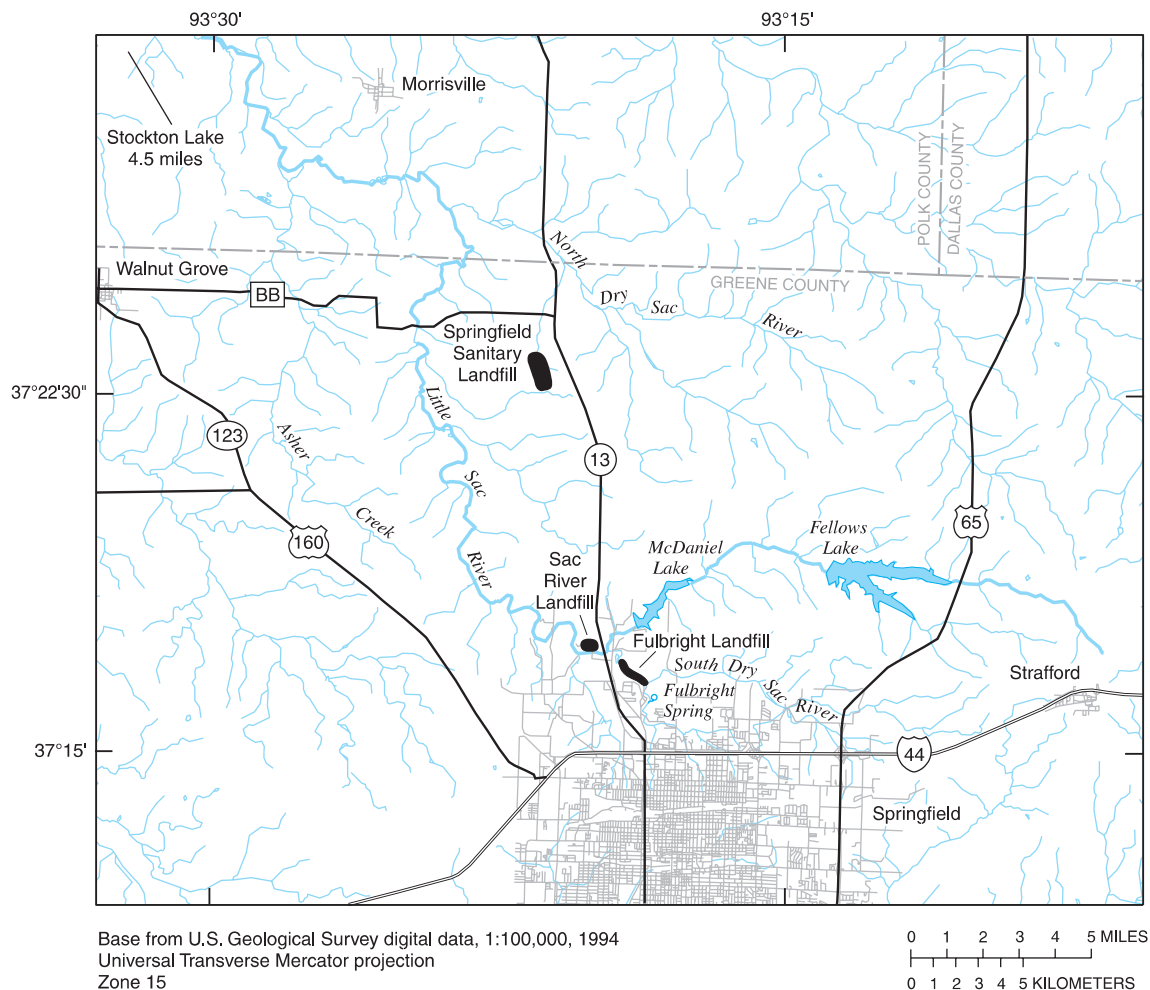 93°30'
93°15'
Morrisville
Stockton Lake
4.5 miles
POLK COUNTY
DALLAS COUNTY
North
Walnut Grove
BB
GREENE COUNTY
Dry
Sac
River
Springfield
Sanitary
Landfill
37°22'30"
Little
Sac
River
123
Asher
Creek
13
160
65
Fellows
Lake
McDaniel
Lake
Sac
River
Landfill
Fulbright Landfill
South Dry Sac River
Strafford
Fulbright
Spring
37°15'
44
Springfield
Base from U.S. Geological Survey digital data, 1:100,000, 1994
Universal Transverse Mercator projection
Zone 15
0 1 2 3 4 5 MILES
0 1 2 3 4 5 KILOMETERS